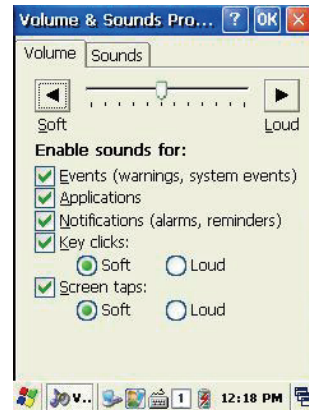 Volume & Sounds Pro... ? OK ×
Volume Sounds
Soft Loud
Enable sounds for:
Events (warnings, system events)
Applications
Notifications (alarms, reminders)
Key clicks:
Soft Loud
Screen taps:
Soft Loud
V.. 1 12:18 PM